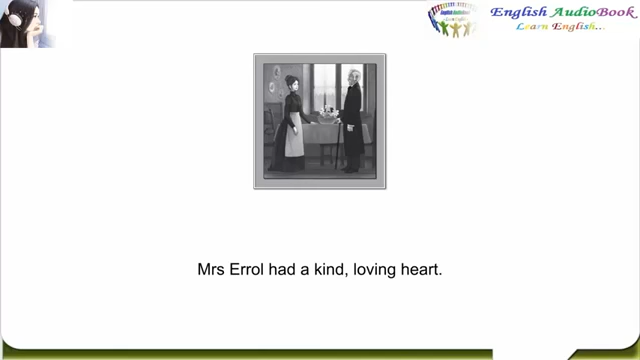 English AudioBook
Learn English...
Mrs Errol had a kind, loving heart.